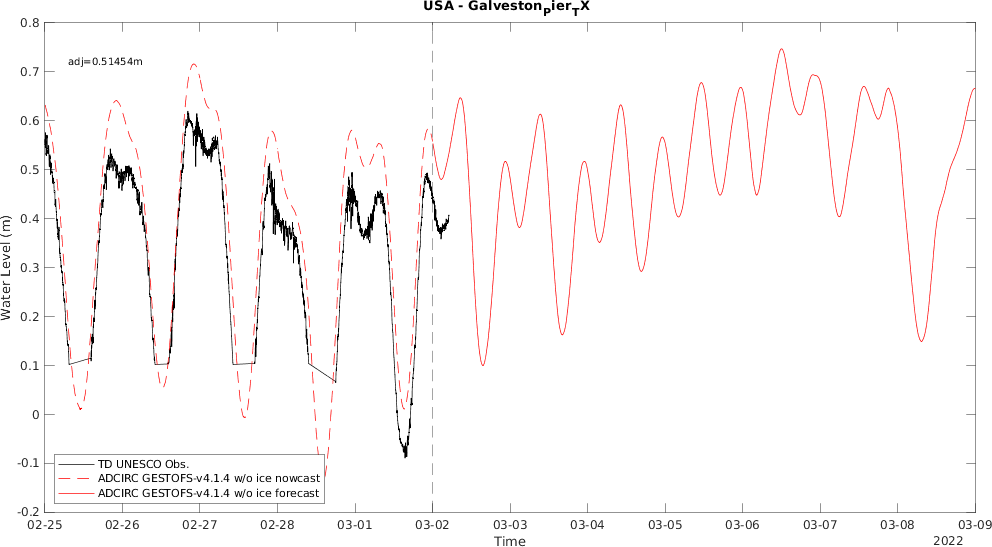 USA - Galveston_Pier_TX
adj=0.51454m
0.8
0.7
0.6
0.5
0.4
0.3
0.2
0.1
0
-0.1
-0.2
Water Level (m)
TD UNESCO Obs.
ADCIRC GESTOFS-v4.1.4 w/o ice nowcast
ADCIRC GESTOFS-v4.1.4 w/o ice forecast
02-25 02-26 02-27 02-28 03-01 03-02 03-03 03-04 03-05 03-06 03-07 03-08 03-09
Time
2022